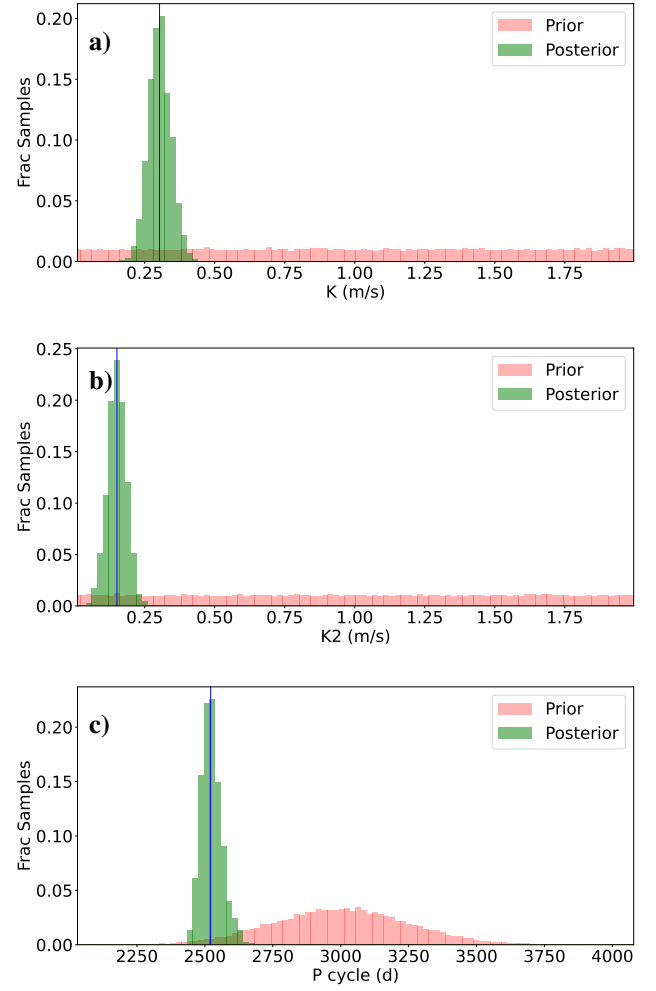 a)
Prior
Posterior
Frac Samples
0.20
0.15
0.10
0.05
0.00
0.25 0.50 0.75 1.00 1.25 1.50 1.75
K (m/s)
b)
Prior
Posterior
Frac Samples
0.25
0.20
0.15
0.10
0.05
0.00
0.25 0.50 0.75 1.00 1.25 1.50 1.75
K2 (m/s)
c)
Prior
Posterior
Frac Samples
0.20
0.15
0.10
0.05
0.00
2250 2500 2750 3000 3250 3500 3750 4000
P cycle (d)